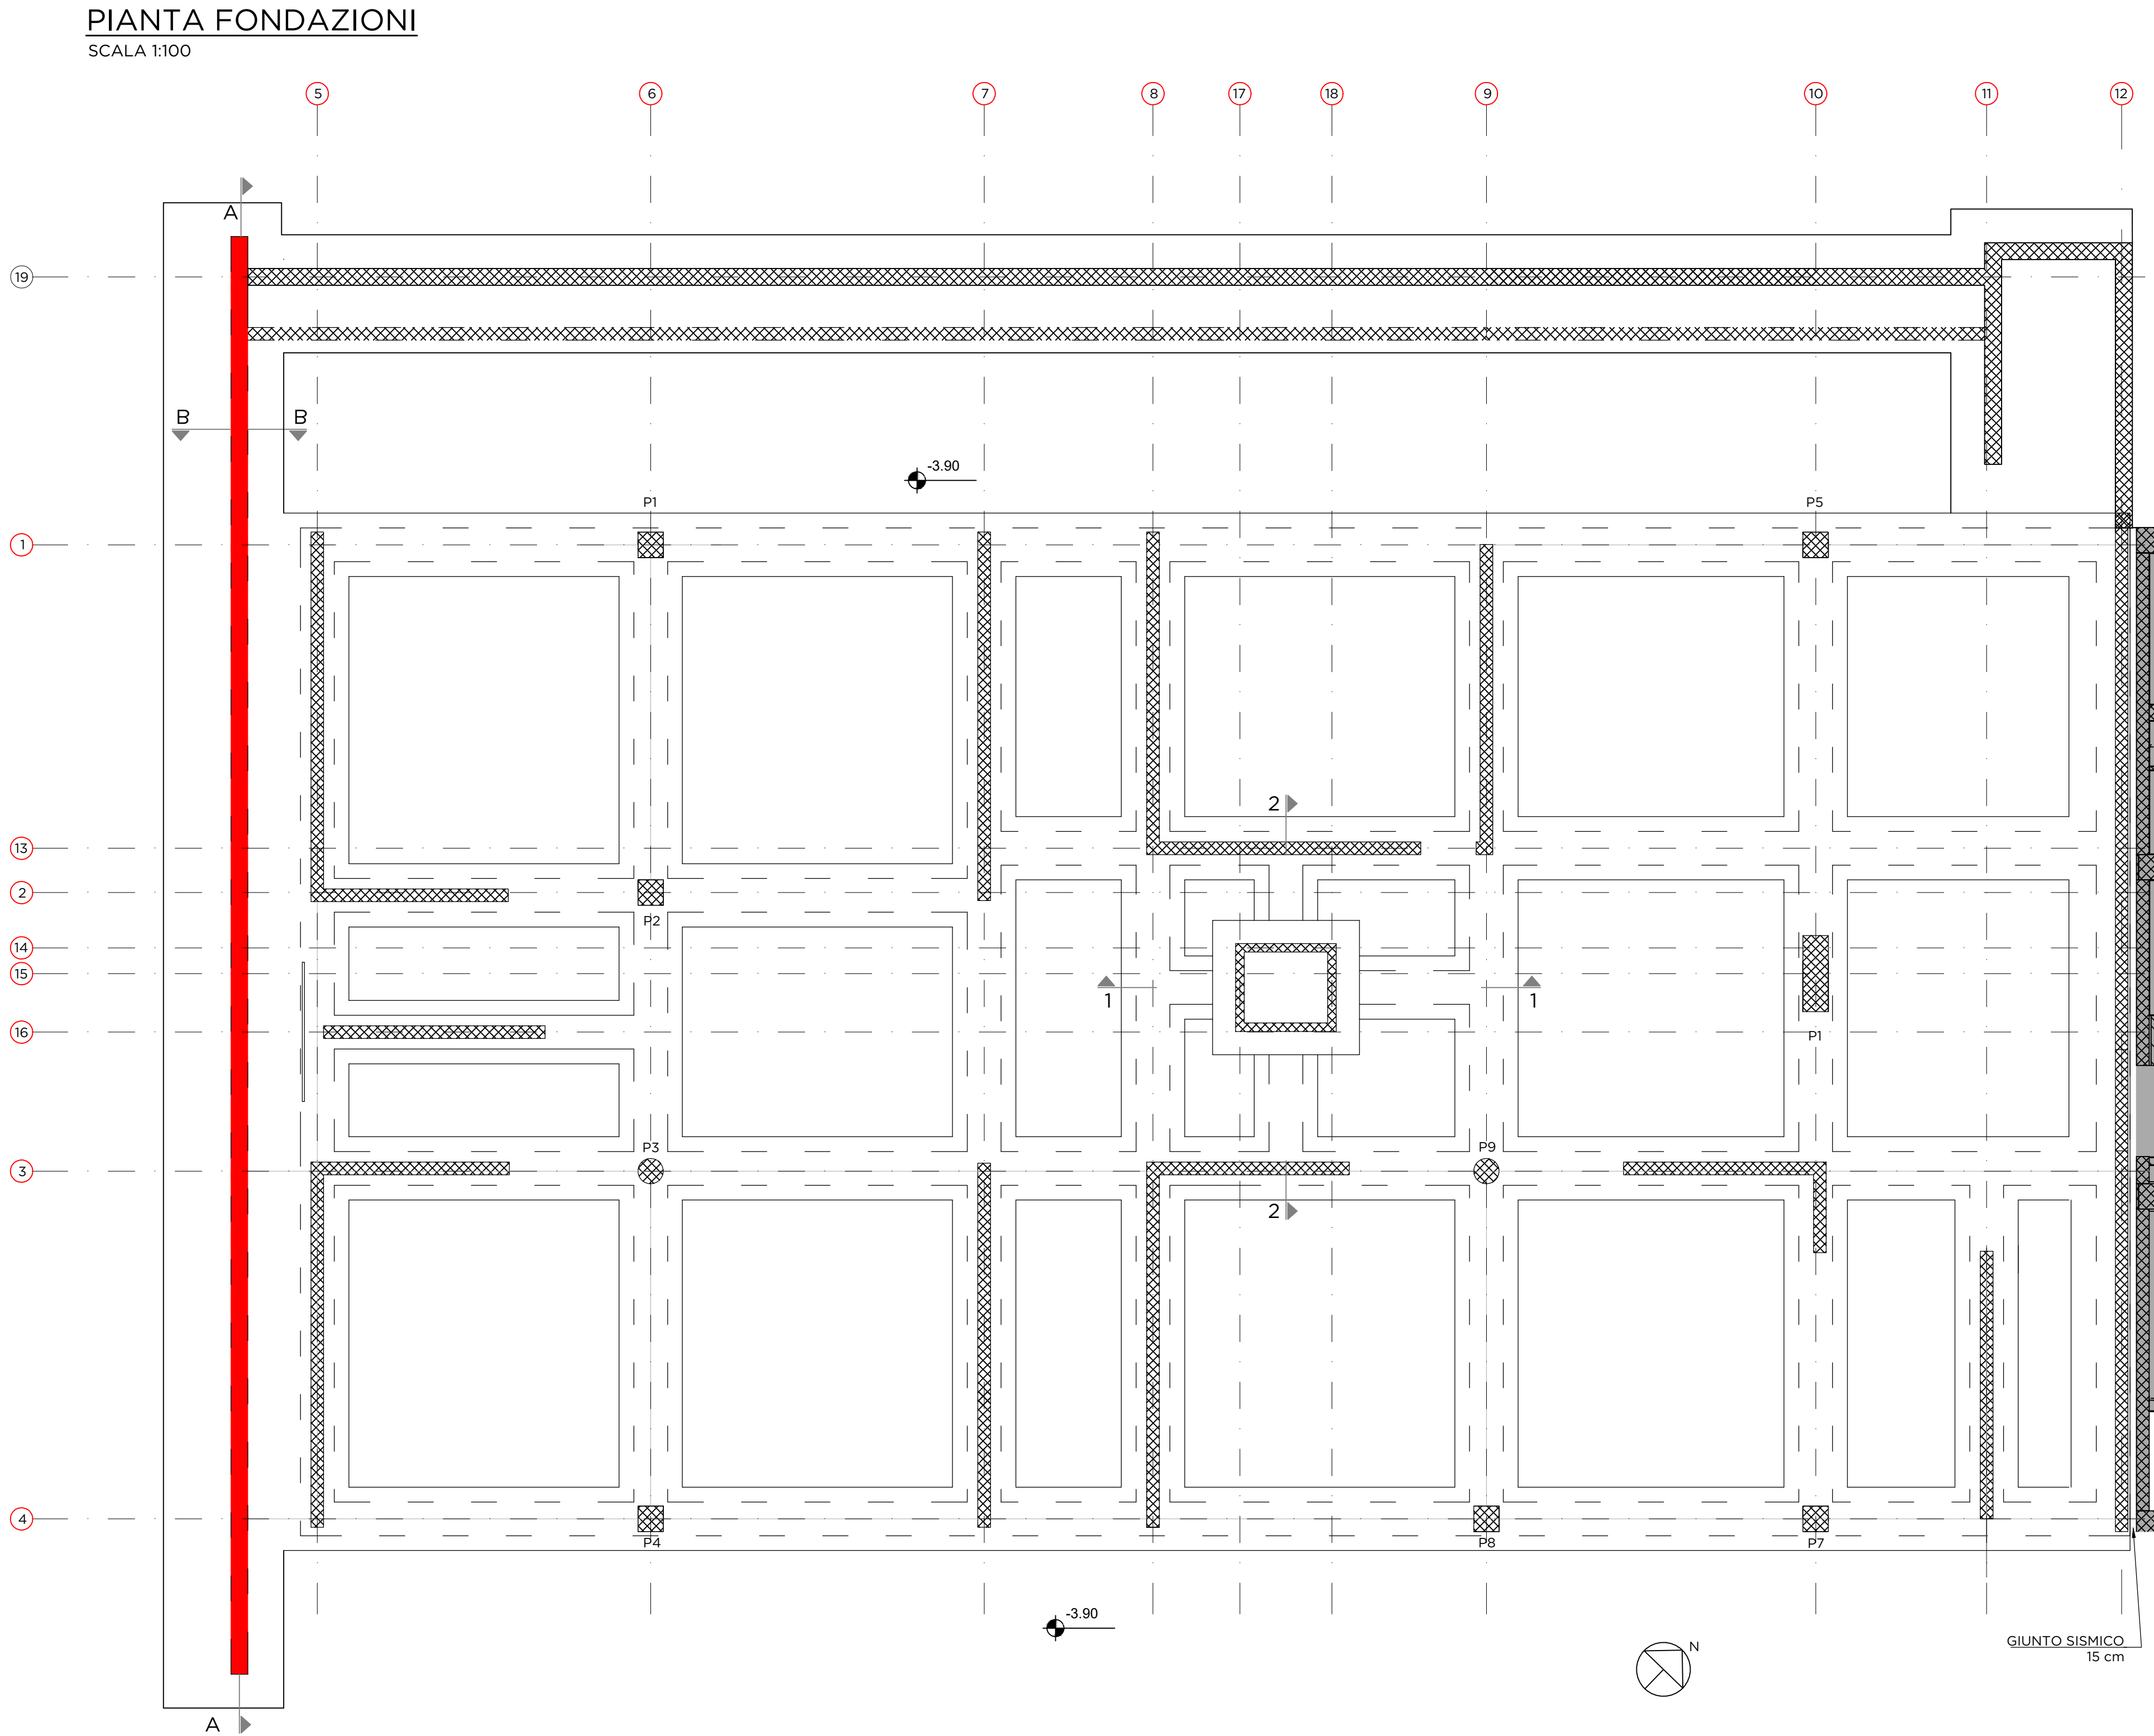 PIANTA FONDAZIONI
SCALA 1:100
5 6 7 8 17 18 9 10 11 12
A
19
B B
-3.90
P1 P5
1
2
13
2
P2
14
15
1 1
16
P1
P3 P9
3
2
4
P4 P8 P7
-3.90
N
GIUNTO SISMICO
15 cm
A